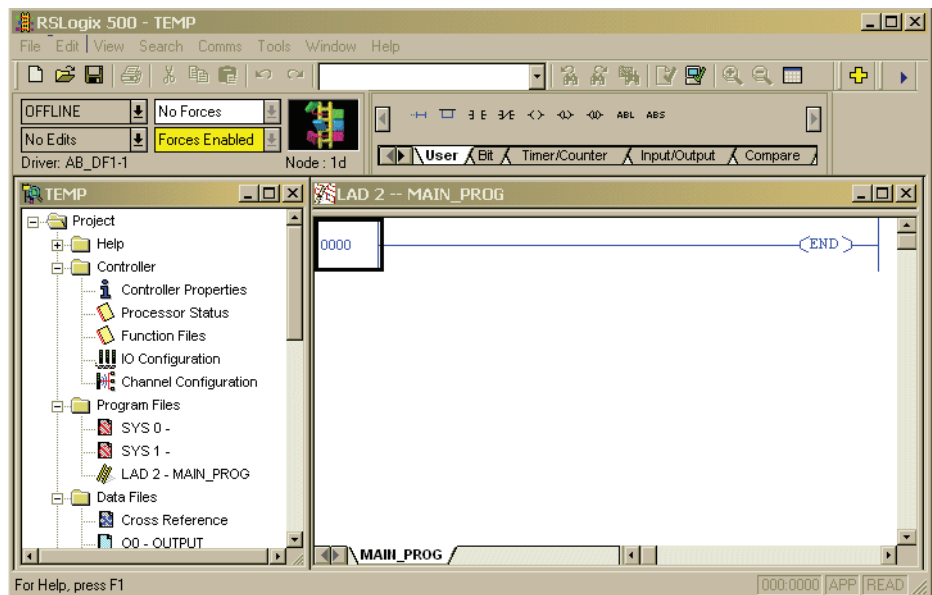 RSLogix 500 - TEMP
File Edit View Search Comms Tools Window Help
OFFLINE No Forces
No Edits Forces Enabled
Driver: AB_DF1-1 Node : 1d
ABL ABS
User Bit Timer/Counter Input/Output Compare
TEMP
Project
Help
Controller
Controller Properties
Processor Status
Function Files
IO Configuration
Channel Configuration
Program Files
SYS 0 -
SYS 1 -
LAD 2 - MAIN_PROG
Data Files
Cross Reference
O0 - OUTPUT
LAD 2 -- MAIN_PROG
0000 END
MAIN_PROG
For Help, press F1 000:0000 APP READ